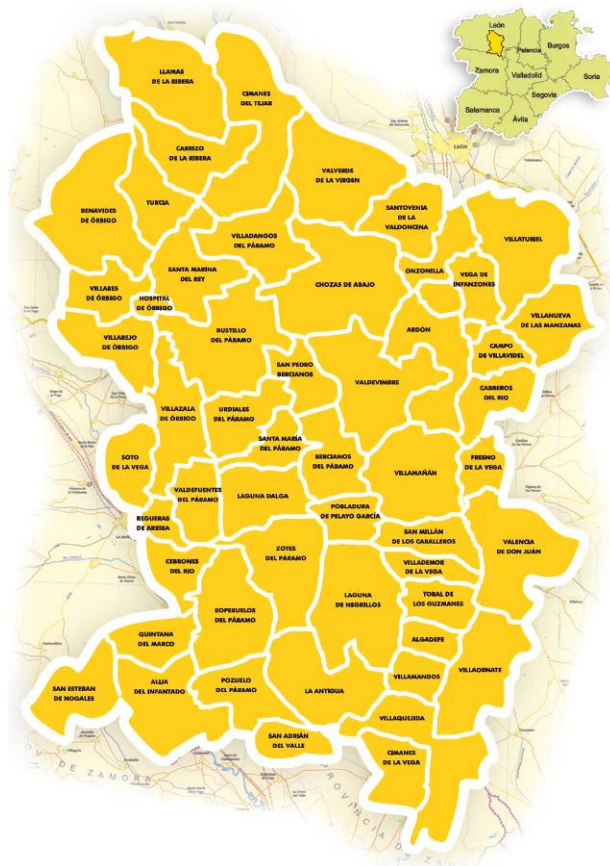 León
Palencia
Burgos
Zamora
Valladolid
Soria
Segovia
Salamanca
Ávila
LLAMAS
DE LA RIBERA
CIMANES
DEL TEJAR
CARRIZO
DE LA RIBERA
VALVERDE
DE LA VIRGEN
BENAVIDES
DE ÓRBIGO
TURCIA
SANTOVENIA
DE LA
VALDONCINA
VILLADANGOS
DEL PÁRAMO
VILLATURIEL
SANTA MARINA
DEL REY
CHOZAS DE ABAJO
ONZONILLA
VEGA DE
INFANZONES
VILLARES
DE ÓRBIGO
HOSPITAL
DE ÓRBIGO
VILLANUEVA
DE LAS MANZANAS
BUSTILLO
DEL PÁRAMO
ARDÓN
VILLAREJO
DE ÓRBIGO
CAMPO
DE VILLAVIDEL
SAN PEDRO
BERCIANOS
VALDEVIMBRE
CABREROS
DEL RIO
VILLAZALA
DE ÓRBIGO
URDIALES
DEL PÁRAMO
SANTA MARÍA
DEL PÁRAMO
SOTO
DE LA VEGA
BERCIANOS
DEL PÁRAMO
VILLAMAÑÁN
FRESNO
DE LA VEGA
VALDEFUENTES
DEL PÁRAMO
LAGUNA DALGA
POBLADURA
DE PELAYO GARCÍA
REGUERAS
DE ARRIBA
SAN MILLÁN
DE LOS CABALLEROS
VALENCIA
DE DON JUÁN
CEBRONES
DEL RIO
ZOTES
DEL PÁRAMO
VILLADEMOR
DE LA VEGA
LAGUNA
DE NEGRILLOS
TORAL DE
LOS GUZMANES
ROPERUELOS
DEL PÁRAMO
QUINTANA
DEL MARCO
ALGADEFE
VILLAORNATE
SAN ESTEBAN
DE NOGALES
ALIJA
DEL INFANTADO
POZUELO
DEL PÁRAMO
LA ANTIGUA
VILLAMANDOS
VILLAQUEJIDA
SAN ADRIÁN
DEL VALLE
CIMANES
DE LA VEGA
DE ZAMORA
PROVINCIA DE ZA